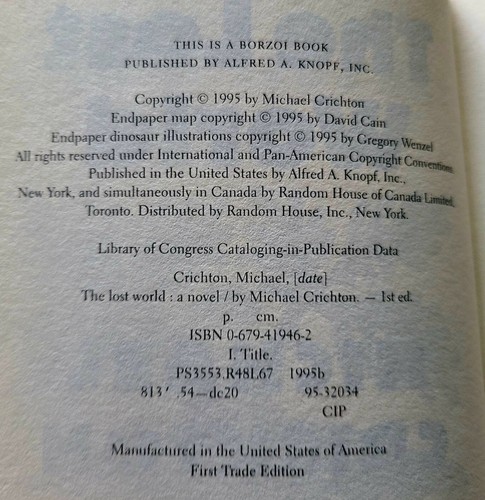 THIS IS A BORZOI BOOK
PUBLISHED BY ALFRED A. KNOPF, INC.
Copyright © 1995 by Michael Crichton
Endpaper map copyright © 1995 by David Cain
Endpaper dinosaur illustrations copyright © 1995 by Gregory Wenzel
All rights reserved under International and Pan-American Copyright Conventions.
Published in the United States by Alfred A. Knopf, Inc.,
New York, and simultaneously in Canada by Random House of Canada Limited,
Toronto. Distributed by Random House, Inc., New York.
Library of Congress Cataloging-in-Publication Data
Crichton, Michael, [date]
The lost world : a novel / by Michael Crichton. — 1st ed.
p. cm.
ISBN 0-679-41946-2
I. Title.
PS3553.R48L67 1995b
813' .54—dc20 95-32034
CIP
Manufactured in the United States of America
First Trade Edition